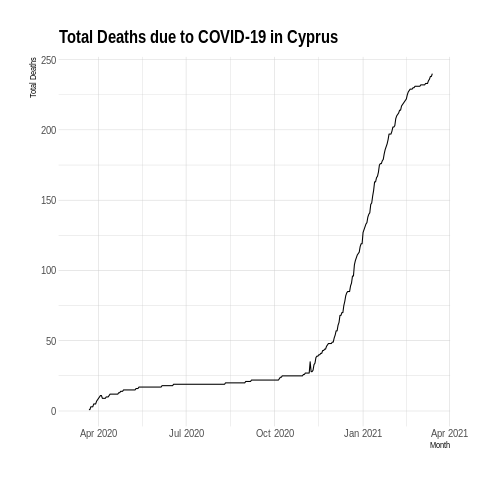 Total Deaths due to COVID-19 in Cyprus
Total Deaths
250
200
150
100
50
0
Apr 2020 Jul 2020 Oct 2020 Jan 2021 Apr 2021
Month